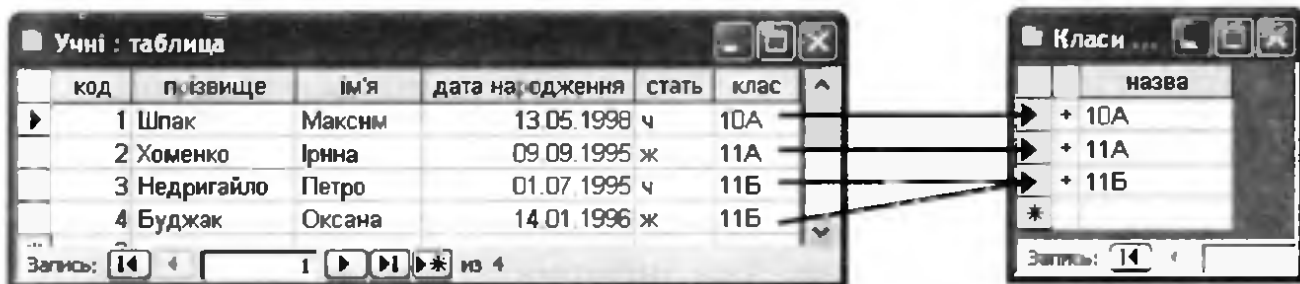 Учні : таблица
код прізвище ім'я дата народження стать клас
1 Шпак Максим 13.05.1998 ч 10А
2 Хоменко Ірина 09.09.1995 ж 11А
3 Недригайло Петро 01.07.1995 ч 11Б
4 Буджак Оксана 14.01.1996 ж 11Б
Запись: 1 из 4
Класи ...
назва
+ 10А
+ 11А
+ 11Б
Запись: